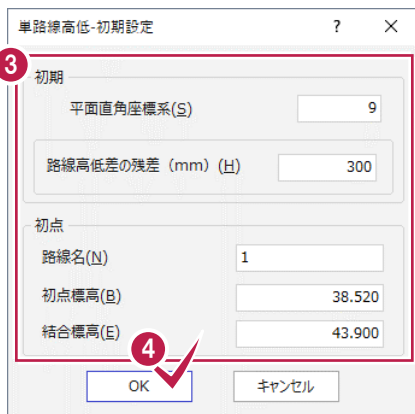 単路線高低-初期設定 ? ×
3
初期
平面直角座標系(S) 9
路線高低差の残差（mm）(H) 300
初点
路線名(N) 1
初点標高(B) 38.520
結合標高(E) 43.900
4
OK キャンセル